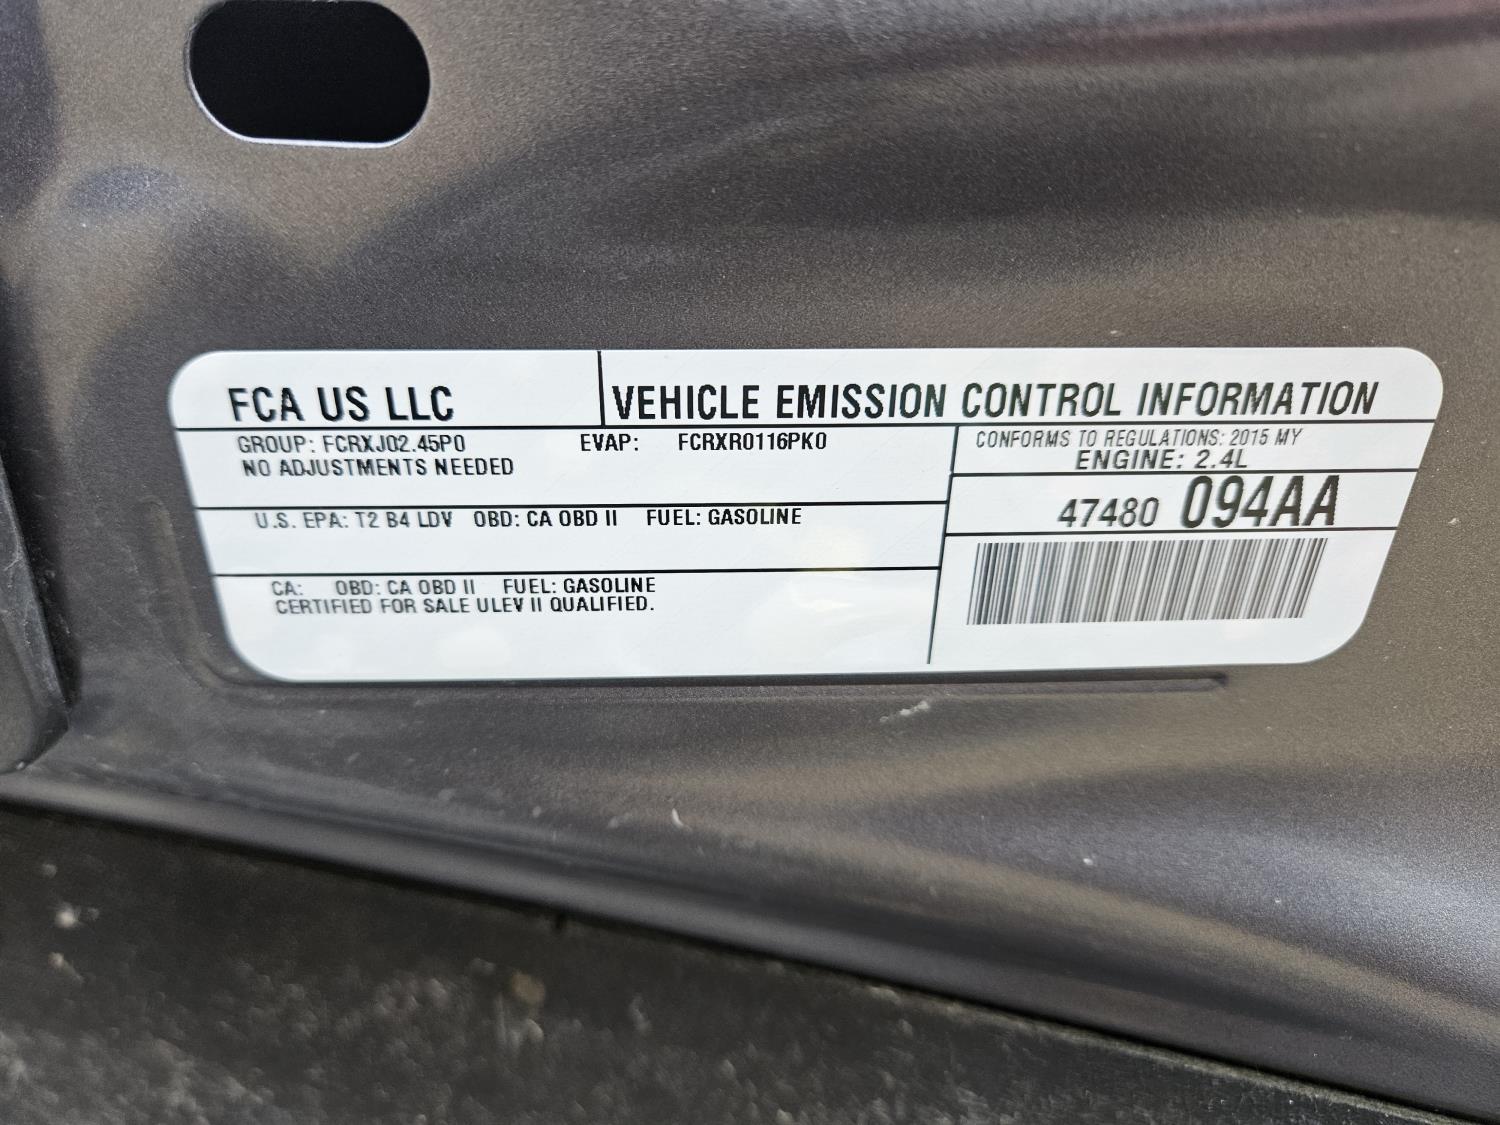 FCA US LLC
VEHICLE EMISSION CONTROL INFORMATION
GROUP: FCRXJ02.45P0 EVAP: FCRXR0116PK0
NO ADJUSTMENTS NEEDED
CONFORMS TO REGULATIONS: 2015 MY
ENGINE: 2.4L
47480 094AA
U.S. EPA: T2 B4 LDV OBD: CA OBD II FUEL: GASOLINE
CA: OBD: CA OBD II FUEL: GASOLINE
CERTIFIED FOR SALE ULEV II QUALIFIED.